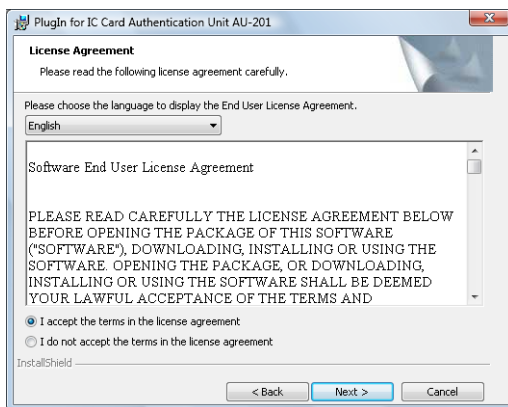 PlugIn for IC Card Authentication Unit AU-201
License Agreement
Please read the following license agreement carefully.
Please choose the language to display the End User License Agreement.
English
Software End User License Agreement
PLEASE READ CAREFULLY THE LICENSE AGREEMENT BELOW
BEFORE OPENING THE PACKAGE OF THIS SOFTWARE
("SOFTWARE"), DOWNLOADING, INSTALLING OR USING THE
SOFTWARE. OPENING THE PACKAGE, OR DOWNLOADING,
INSTALLING OR USING THE SOFTWARE SHALL BE DEEMED
YOUR LAWFUL ACCEPTANCE OF THE TERMS AND
I accept the terms in the license agreement
I do not accept the terms in the license agreement
InstallShield
< Back Next > Cancel